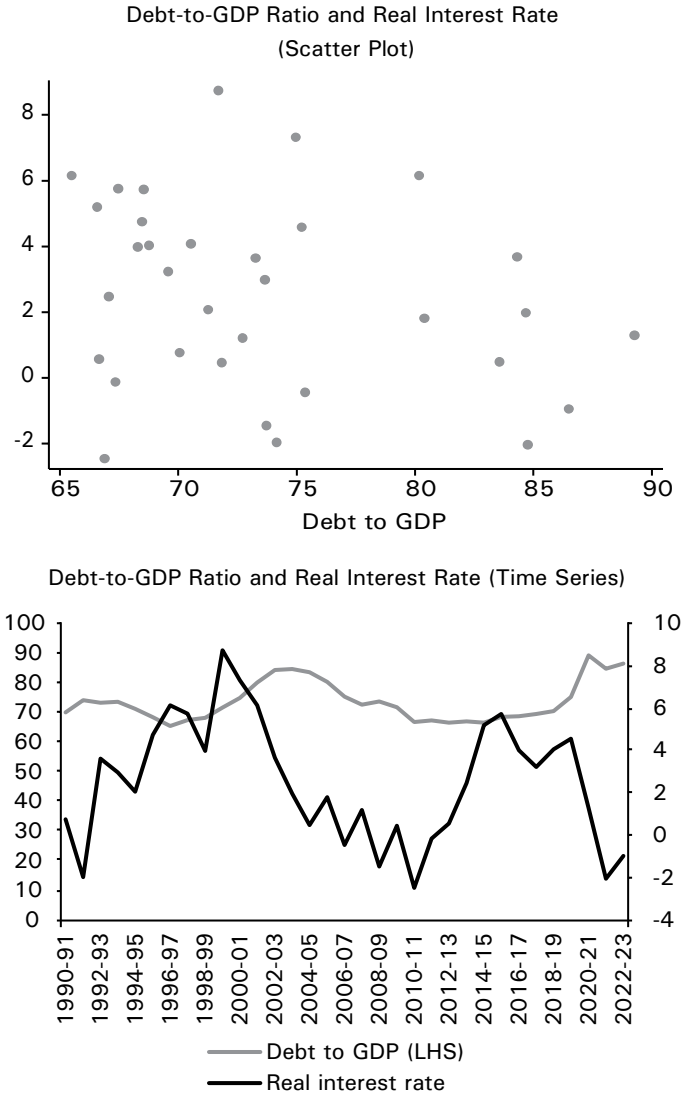 Debt-to-GDP Ratio and Real Interest Rate
(Scatter Plot)
8
6
4
2
0
-2
65 70 75 80 85 90
Debt to GDP
Debt-to-GDP Ratio and Real Interest Rate (Time Series)
100 10
90
80 8
70
60 6
50 4
40 2
30 0
20
10 -2
0 -4
1990-91 1992-93 1994-95 1996-97 1998-99 2000-01 2002-03 2004-05 2006-07 2008-09 2010-11 2012-13 2014-15 2016-17 2018-19 2020-21 2022-23
Debt to GDP (LHS)
Real interest rate